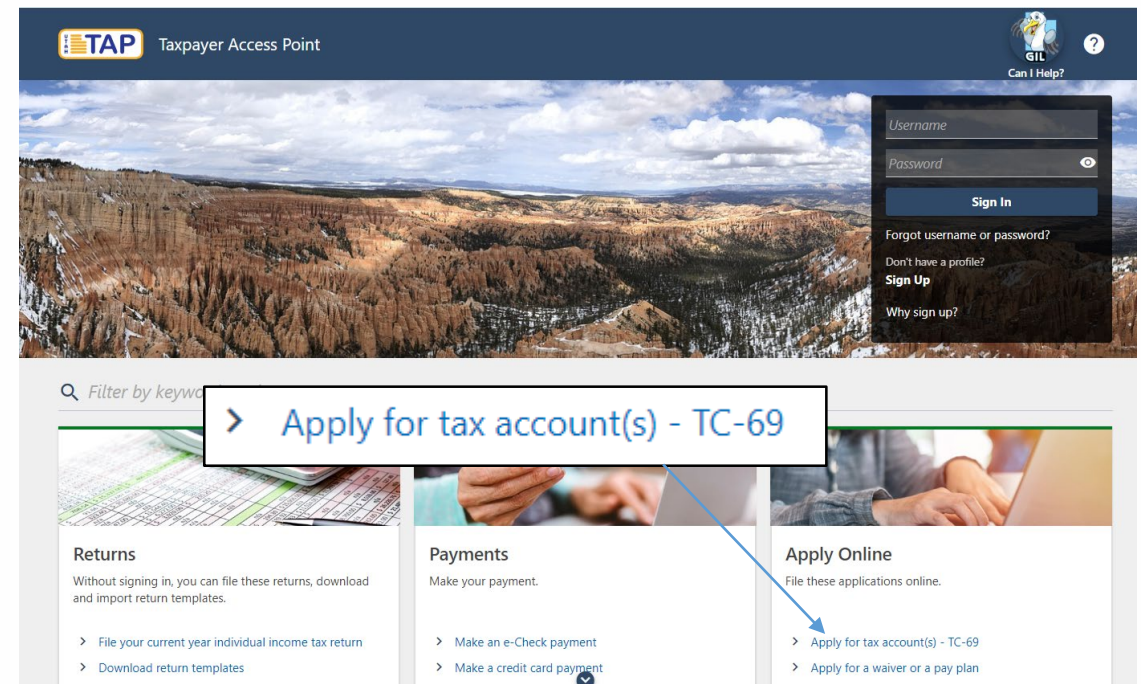 UTAH TAP Taxpayer Access Point
GIL
Can I Help?
?
Username
Password
Sign In
Forgot username or password?
Don't have a profile?
Sign Up
Why sign up?
Filter by
> Apply for tax account(s) - TC-69
Returns
Without signing in, you can file these returns, download
and import return templates.
> File your current year individual income tax return
> Download return templates
Payments
Make your payment.
> Make an e-Check payment
> Make a credit card payment
Apply Online
File these applications online.
> Apply for tax account(s) - TC-69
> Apply for a waiver or a pay plan